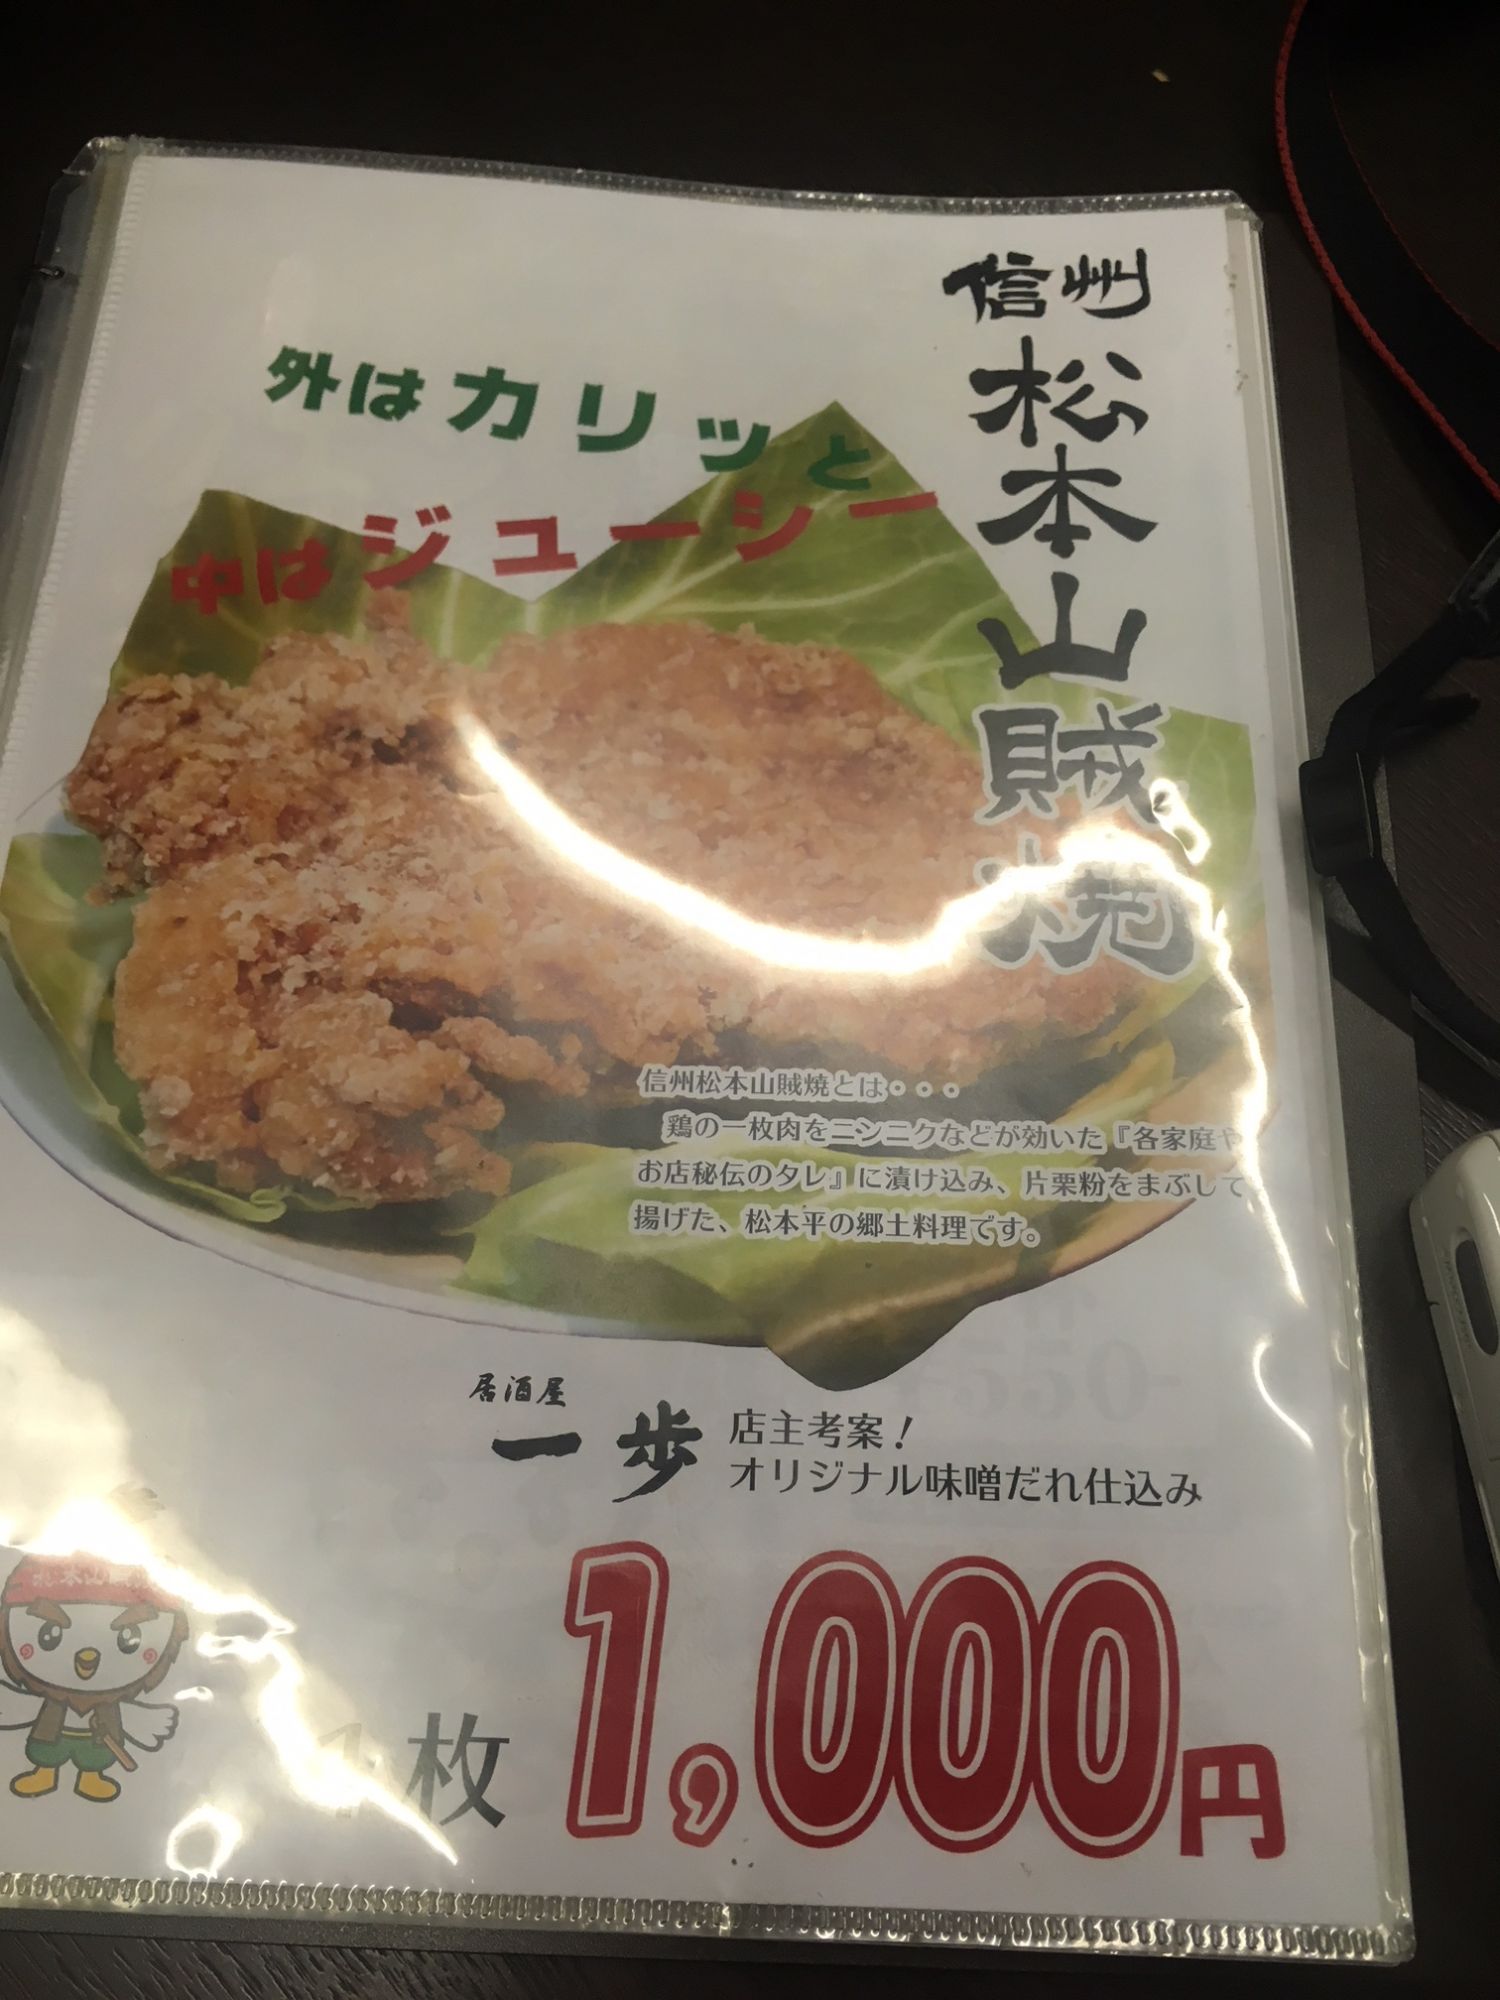 信州
松本山賊焼
外はカリッと
中はジューシー
信州松本山賊焼とは・・・
鶏の一枚肉をニンニクなどが効いた『各家庭や
お店秘伝のタレ』に漬け込み、片栗粉をまぶして
揚げた、松本平の郷土料理です。
居酒屋
一歩
店主考案!
オリジナル味噌だれ仕込み
1枚 1,000円